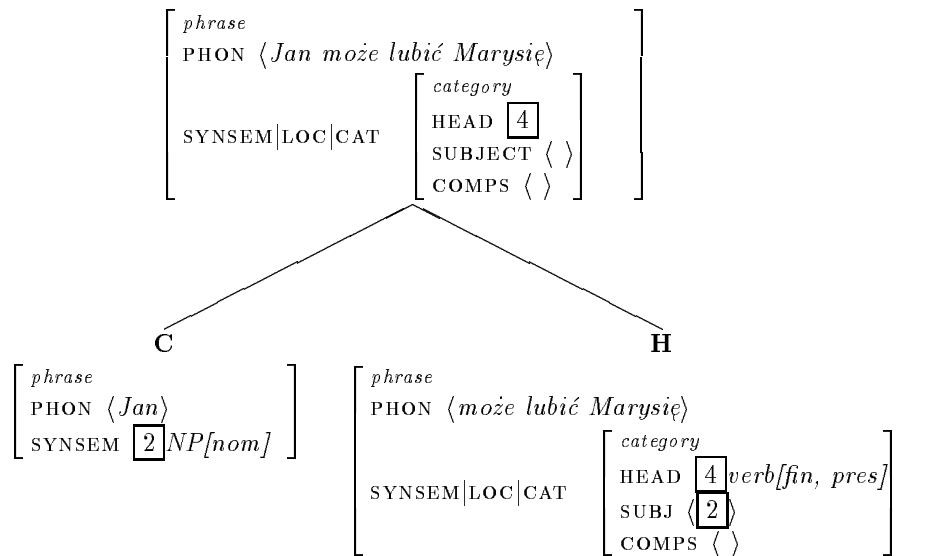 phrase
PHON ⟨Jan może lubić Marysię⟩
category
HEAD 4
SYNSEM|LOC|CAT
SUBJECT ⟨ ⟩
COMPS ⟨ ⟩
C
H
phrase
PHON ⟨Jan⟩
SYNSEM 2 NP[nom]
phrase
PHON ⟨może lubić Marysię⟩
category
HEAD 4 verb[fin, pres]
SYNSEM|LOC|CAT
SUBJ ⟨ 2 ⟩
COMPS ⟨ ⟩